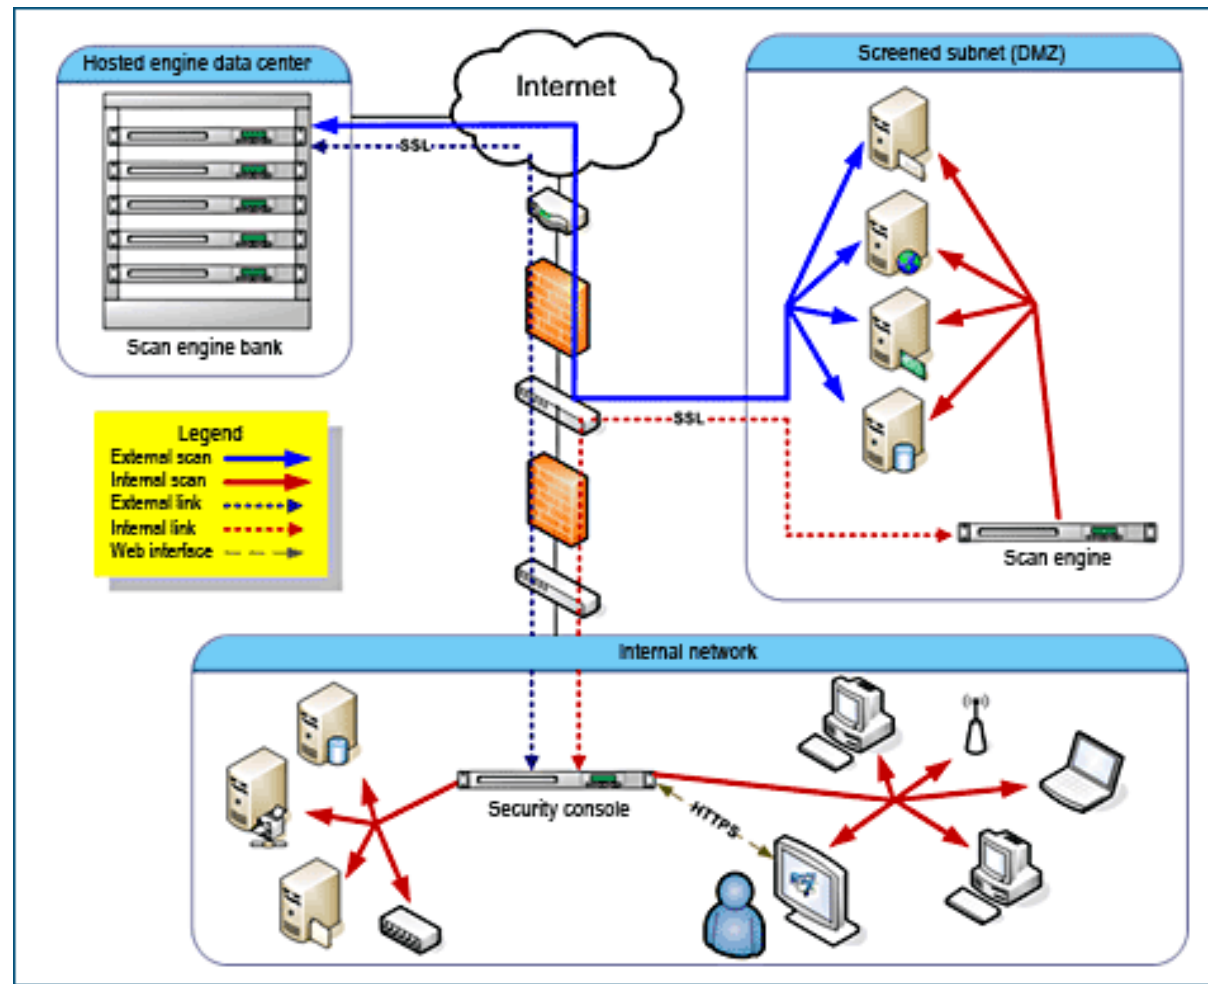 Hosted engine data center
Internet
Screened subnet (DMZ)
SSL
Scan engine bank
SSL
Legend
External scan
Internal scan
External link
Internal link
Web interface
Scan engine
Internal network
Security console
HTTPS